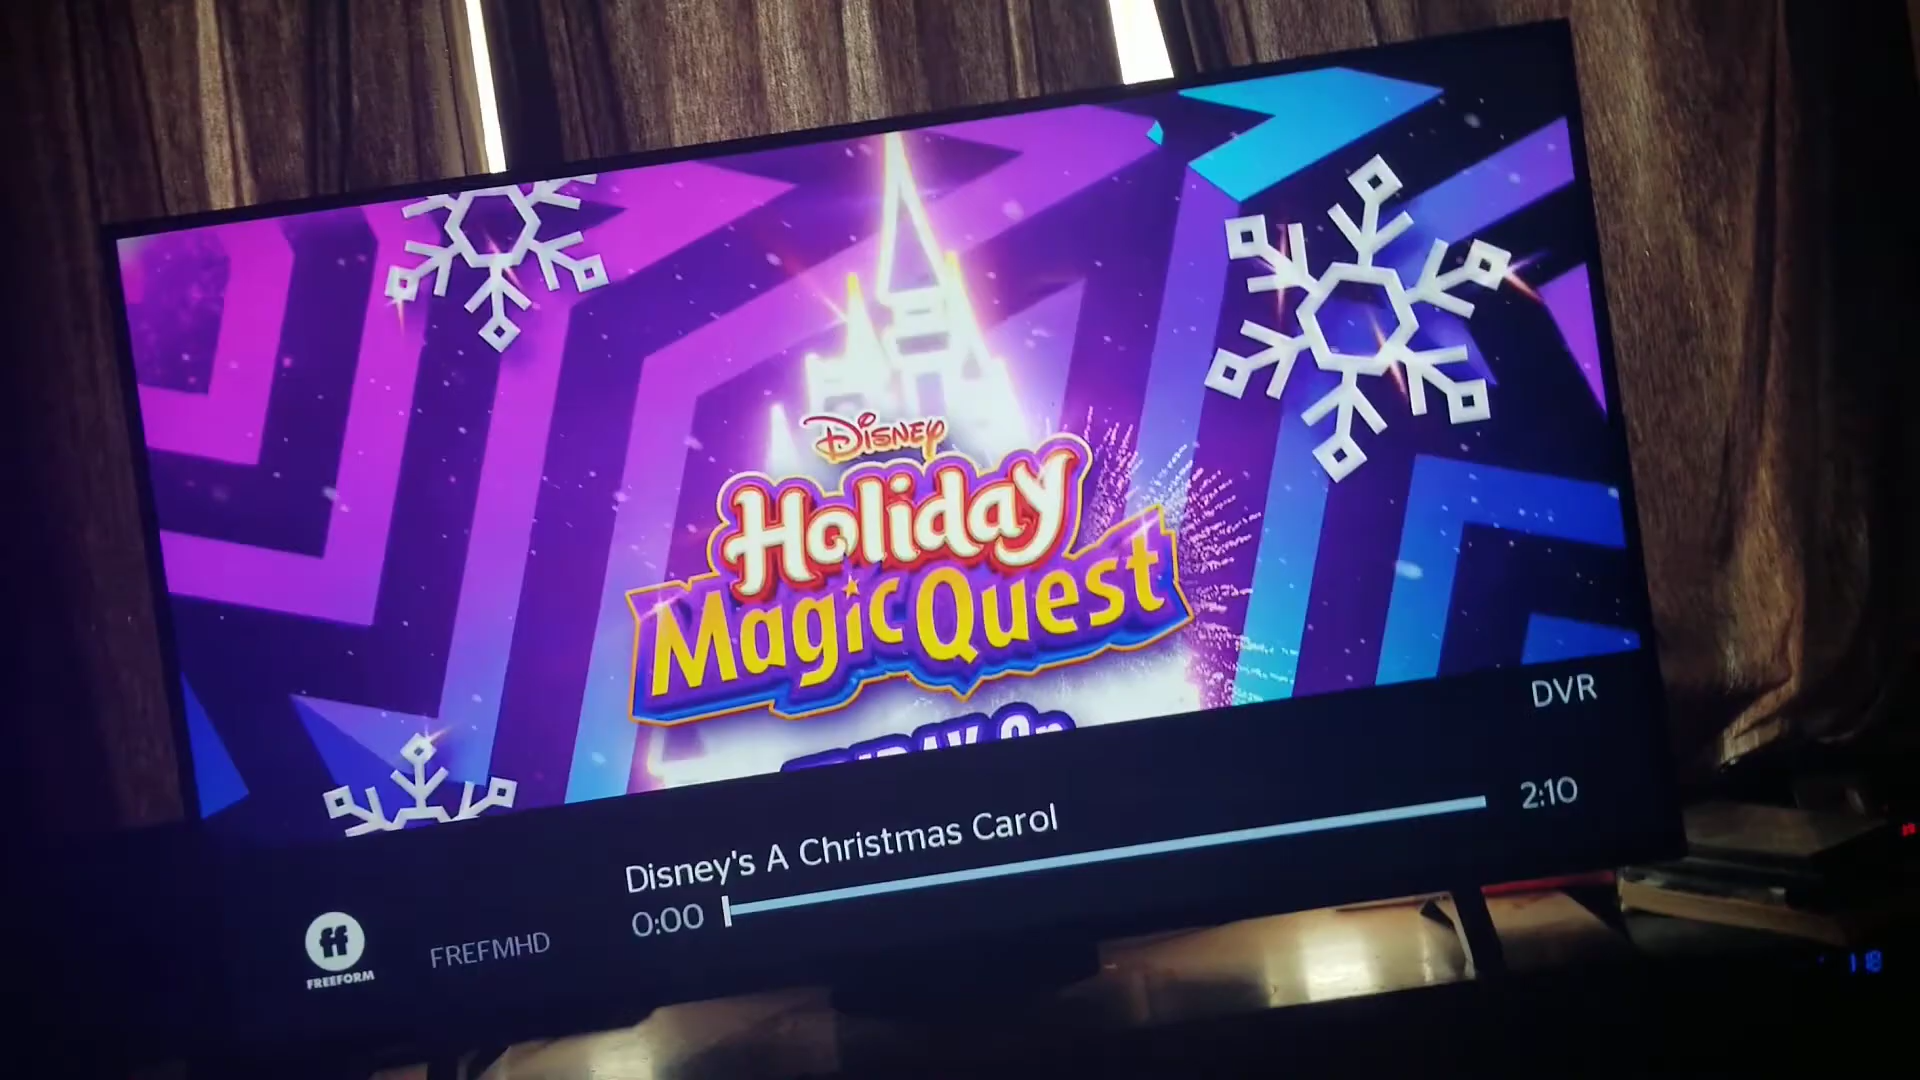 Disney
Holiday
Magic Quest
DVR
Disney's A Christmas Carol
0:00
2:10
ff
FREEFORM
FREFMHD